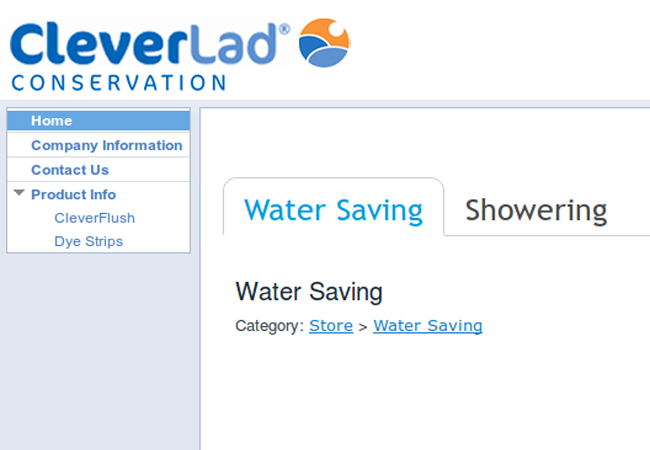 CleverLad®
CONSERVATION
Home
Company Information
Contact Us
Product Info
CleverFlush
Dye Strips
Water Saving
Showering
Water Saving
Category: Store > Water Saving